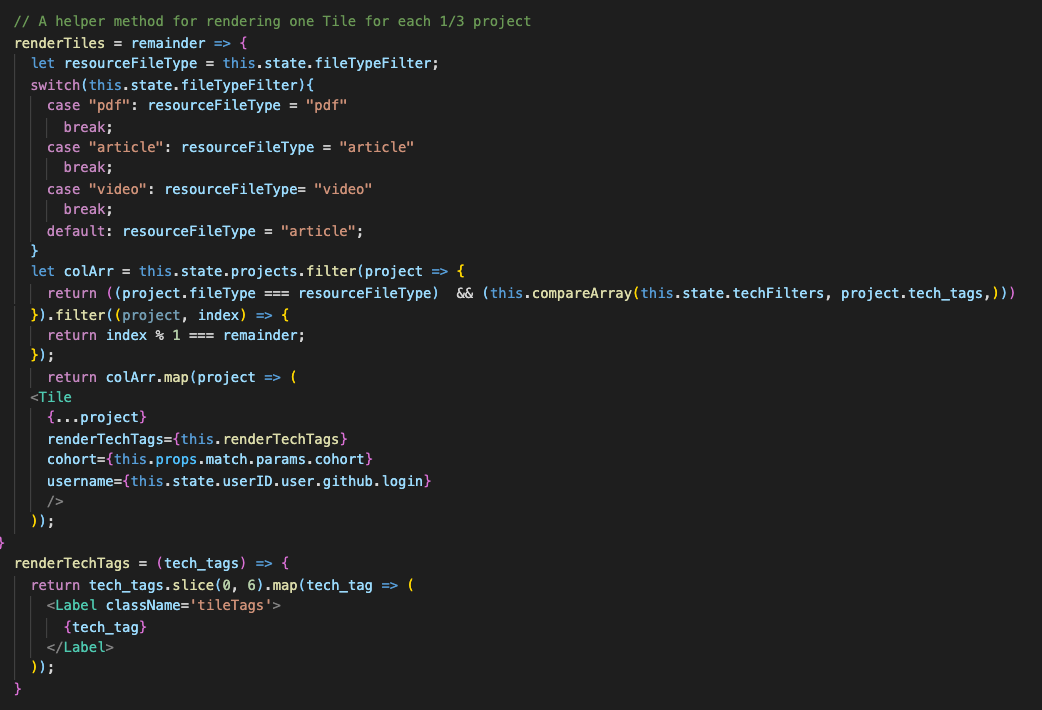 // A helper method for rendering one Tile for each 1/3 project
renderTiles = remainder => {
let resourceFileType = this.state.fileTypeFilter;
switch(this.state.fileTypeFilter){
case "pdf": resourceFileType = "pdf"
break;
case "article": resourceFileType = "article"
break;
case "video": resourceFileType= "video"
break;
default: resourceFileType = "article";
}
let colArr = this.state.projects.filter(project => {
return ((project.fileType === resourceFileType)  && (this.compareArray(this.state.techFilters, project.tech_tags,)))
}).filter((project, index) => {
return index % 1 === remainder;
});
return colArr.map(project => (
<Tile
{...project}
renderTechTags={this.renderTechTags}
cohort={this.props.match.params.cohort}
username={this.state.userID.user.github.login}
/>
));
}
renderTechTags = (tech_tags) => {
return tech_tags.slice(0, 6).map(tech_tag => (
<Label className='tileTags'>
{tech_tag}
</Label>
));
}